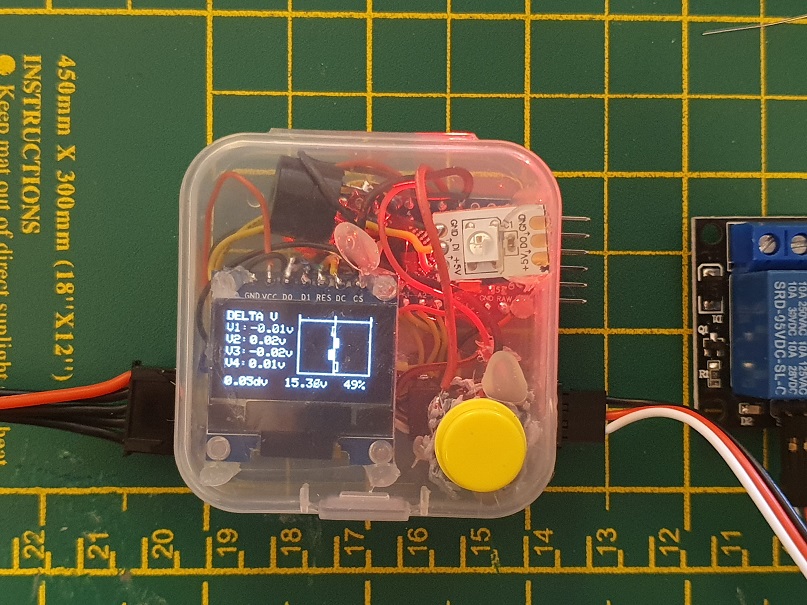 10A 250VAC 10A 125VAC
10A 30VDC 10A 28VDC
SRD-05VDC-SL-C
11
12
13
14
15
16
17
18
19
20
21
22
+5V DO GND
GND DI +5V
GND VCC D0 D1 RES DC CS
DELTA V
V1:-0.01v
V2: 0.02v
V3:-0.02v
V4: 0.01v
0.05dv 15.30v 49%
450mm X 300mm (18"X12")
INSTRUCTIONS
Keep mat out of direct sunlight heat